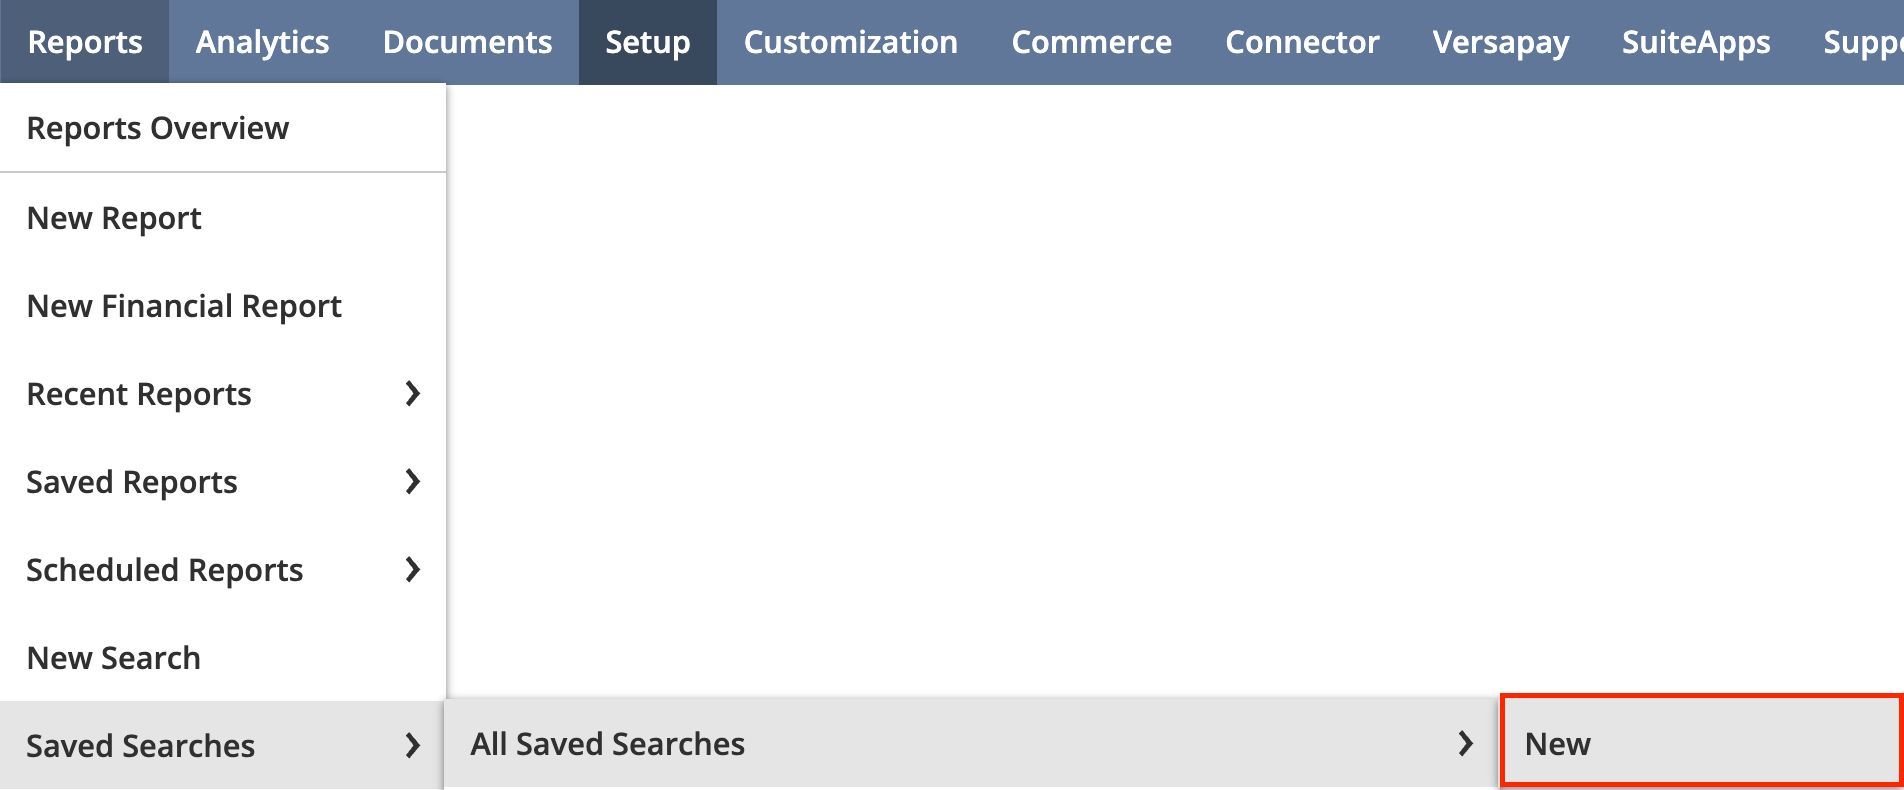 Reports Analytics Documents Setup Customization Commerce Connector Versapay SuiteApps
Reports Overview
New Report
New Financial Report
Recent Reports
Saved Reports
Scheduled Reports
New Search
Saved Searches All Saved Searches New